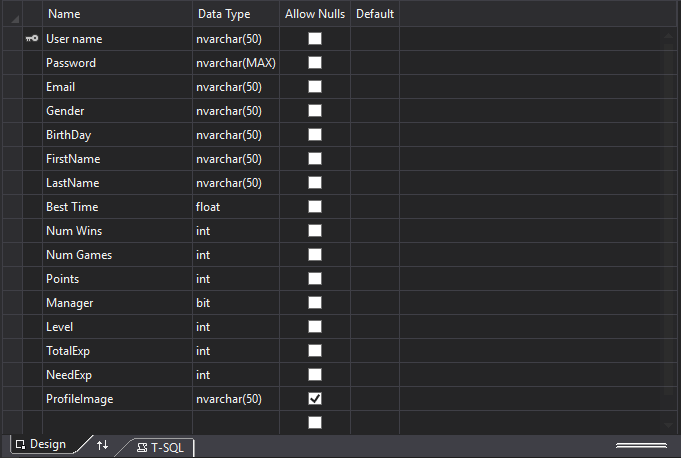 Name Data Type Allow Nulls Default
User name nvarchar(50)
Password nvarchar(MAX)
Email nvarchar(50)
Gender nvarchar(50)
BirthDay nvarchar(50)
FirstName nvarchar(50)
LastName nvarchar(50)
Best Time float
Num Wins int
Num Games int
Points int
Manager bit
Level int
TotalExp int
NeedExp int
ProfileImage nvarchar(50)
Design T-SQL